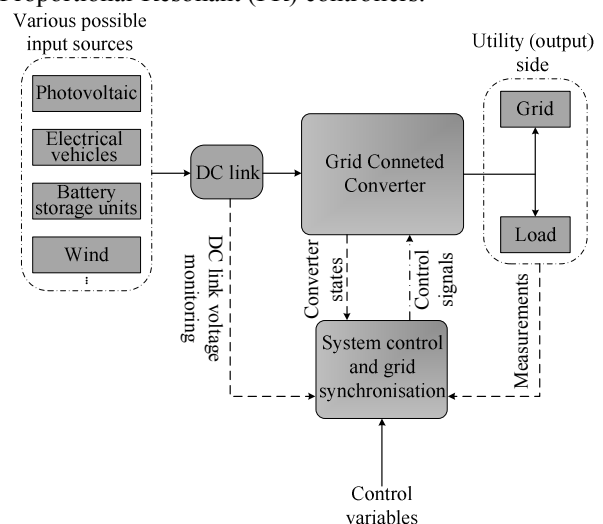 Proportional-Resonant (PR) controllers.
Various possible
input sources
Photovoltaic
Electrical
vehicles
Battery
storage units
Wind
DC link
Grid Conneted
Converter
Utility (output)
side
Grid
Load
DC link voltage
monitoring
Converter
states
Control
signals
Measurements
System control
and grid
synchronisation
Control
variables